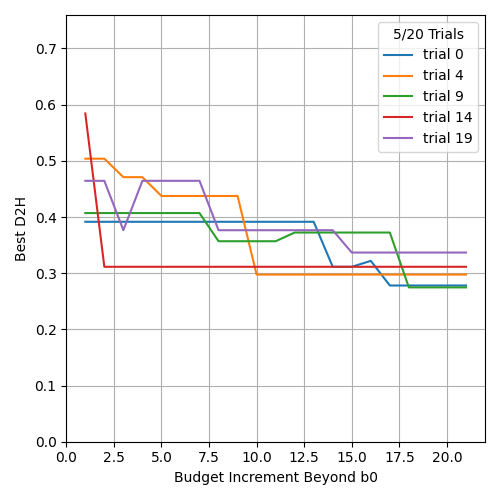 5/20 Trials
trial 0
trial 4
trial 9
trial 14
trial 19
Best D2H
0.7
0.6
0.5
0.4
0.3
0.2
0.1
0.0
0.0 2.5 5.0 7.5 10.0 12.5 15.0 17.5 20.0
Budget Increment Beyond b0